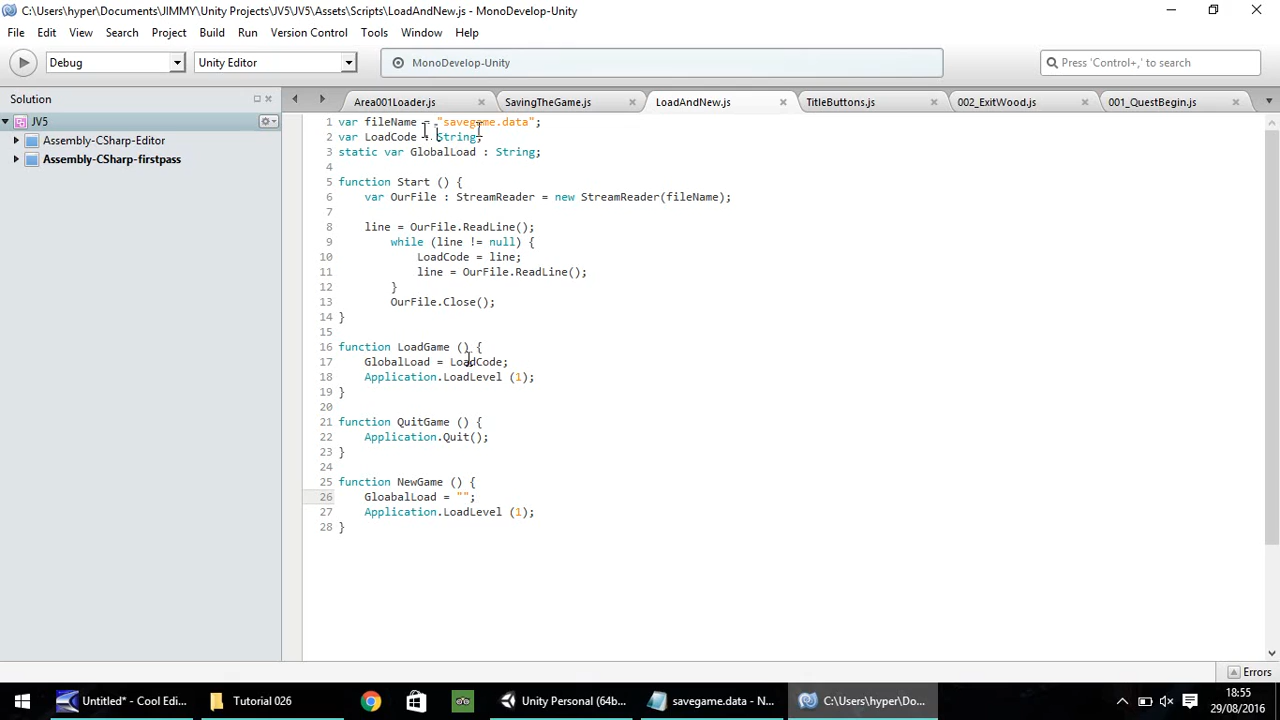 C:\Users\hyper\Documents\JIMMY\Unity Projects\JV5\JV5\Assets\Scripts\LoadAndNew.js - MonoDevelop-Unity
File Edit View Search Project Build Run Version Control Tools Window Help
Debug Unity Editor MonoDevelop-Unity Press 'Control+,' to search
Solution Area001Loader.js SavingTheGame.js LoadAndNew.js TitleButtons.js 002_ExitWood.js 001_QuestBegin.js
JV5
Assembly-CSharp-Editor
Assembly-CSharp-firstpass
1 var fileName = "savegame.data";
2 var LoadCode : String;
3 static var GlobalLoad : String;
4
5 function Start () {
6 var OurFile : StreamReader = new StreamReader(fileName);
7
8 line = OurFile.ReadLine();
9 while (line != null) {
10 LoadCode = line;
11 line = OurFile.ReadLine();
12 }
13 OurFile.Close();
14 }
15
16 function LoadGame () {
17 GlobalLoad = LoadCode;
18 Application.LoadLevel (1);
19 }
20
21 function QuitGame () {
22 Application.Quit();
23 }
24
25 function NewGame () {
26 GloabalLoad = "";
27 Application.LoadLevel (1);
28 }
Errors
Untitled* - Cool Edi... Tutorial 026 Unity Personal (64b... savegame.data - N... C:\Users\hyper\Do...
18:55
29/08/2016